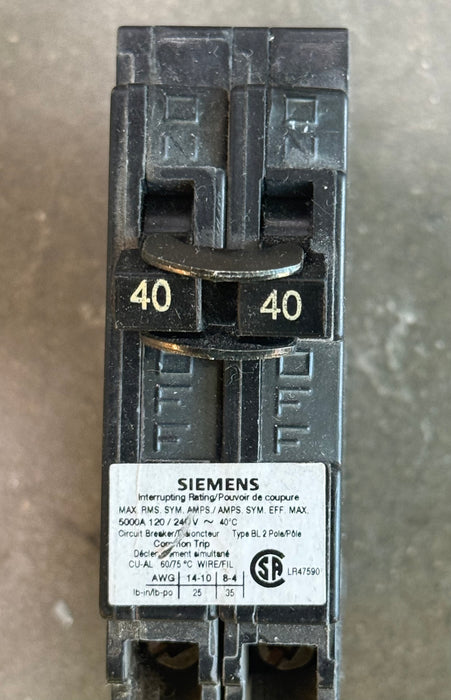 ON ON
40 40
OFF OFF
SIEMENS
Interrupting Rating/Pouvoir de coupure
MAX. RMS. SYM. AMPS./AMPS. SYM. EFF. MAX.
5000A 120 / 240 V ~ 40°C
Circuit Breaker/Disjoncteur Type BL 2 Pole/Pôle
Common Trip
Déclenchement simultané
CU-AL 60/75 °C WIRE/FIL
AWG 14-10 8-4
lb-in/lb-po 25 35
SA LR47590